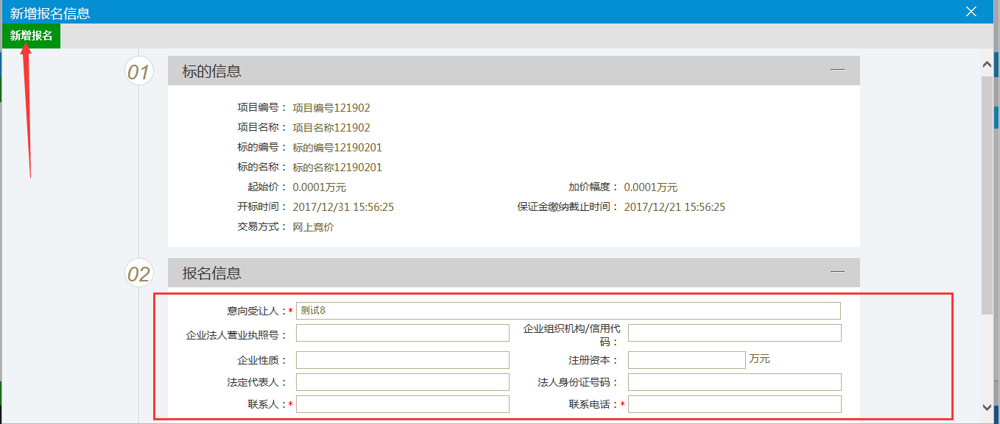 新增报名信息
新增报名
01 标的信息
项目编号： 项目编号121902
项目名称： 项目名称121902
标的编号： 标的编号12190201
标的名称： 标的名称12190201
起始价： 0.0001万元 加价幅度： 0.0001万元
开标时间： 2017/12/31 15:56:25 保证金缴纳截止时间： 2017/12/21 15:56:25
交易方式： 网上竞价
02 报名信息
意向受让人：* 测试8
企业法人营业执照号： 企业组织机构/信用代
码：
企业性质： 注册资本： 万元
法定代表人： 法人身份证号码：
联系人：* 联系电话：*